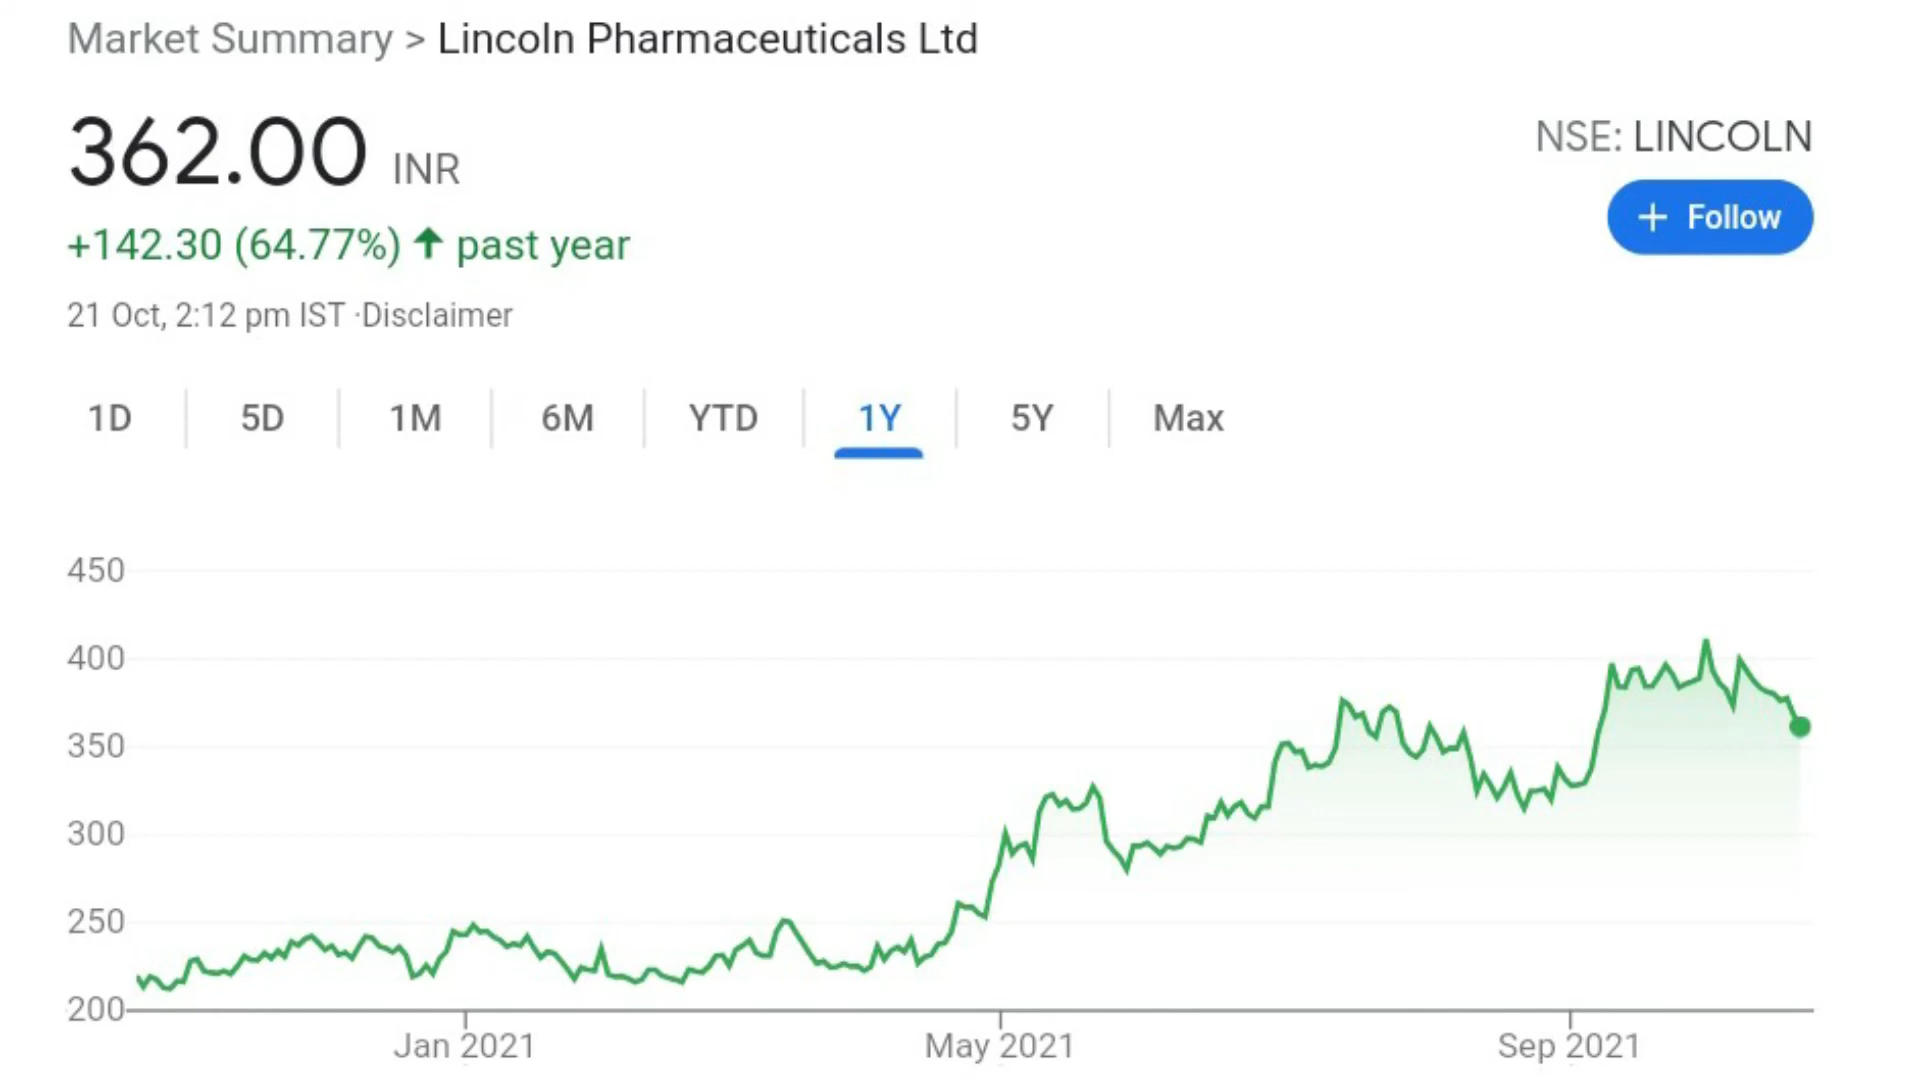 Market Summary > Lincoln Pharmaceuticals Ltd
362.00 INR
NSE: LINCOLN
+ Follow
+142.30 (64.77%) ↑ past year
21 Oct, 2:12 pm IST ·Disclaimer
1D 5D 1M 6M YTD 1Y 5Y Max
450
400
350
300
250
200
Jan 2021 May 2021 Sep 2021